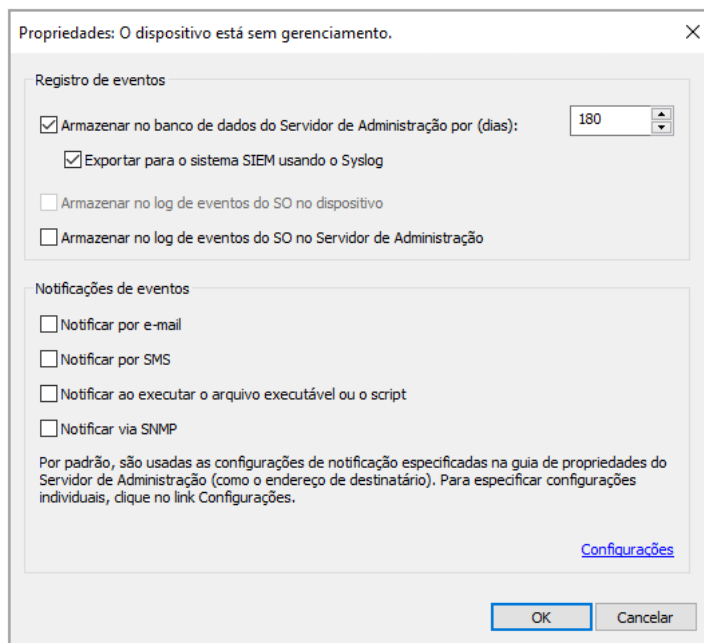 Propriedades: O dispositivo está sem gerenciamento.
Registro de eventos
Armazenar no banco de dados do Servidor de Administração por (dias): 180
Exportar para o sistema SIEM usando o Syslog
Armazenar no log de eventos do SO no dispositivo
Armazenar no log de eventos do SO no Servidor de Administração
Notificações de eventos
Notificar por e-mail
Notificar por SMS
Notificar ao executar o arquivo executável ou o script
Notificar via SNMP
Por padrão, são usadas as configurações de notificação especificadas na guia de propriedades do
Servidor de Administração (como o endereço de destinatário). Para especificar configurações
individuais, clique no link Configurações.
Configurações
OK Cancelar